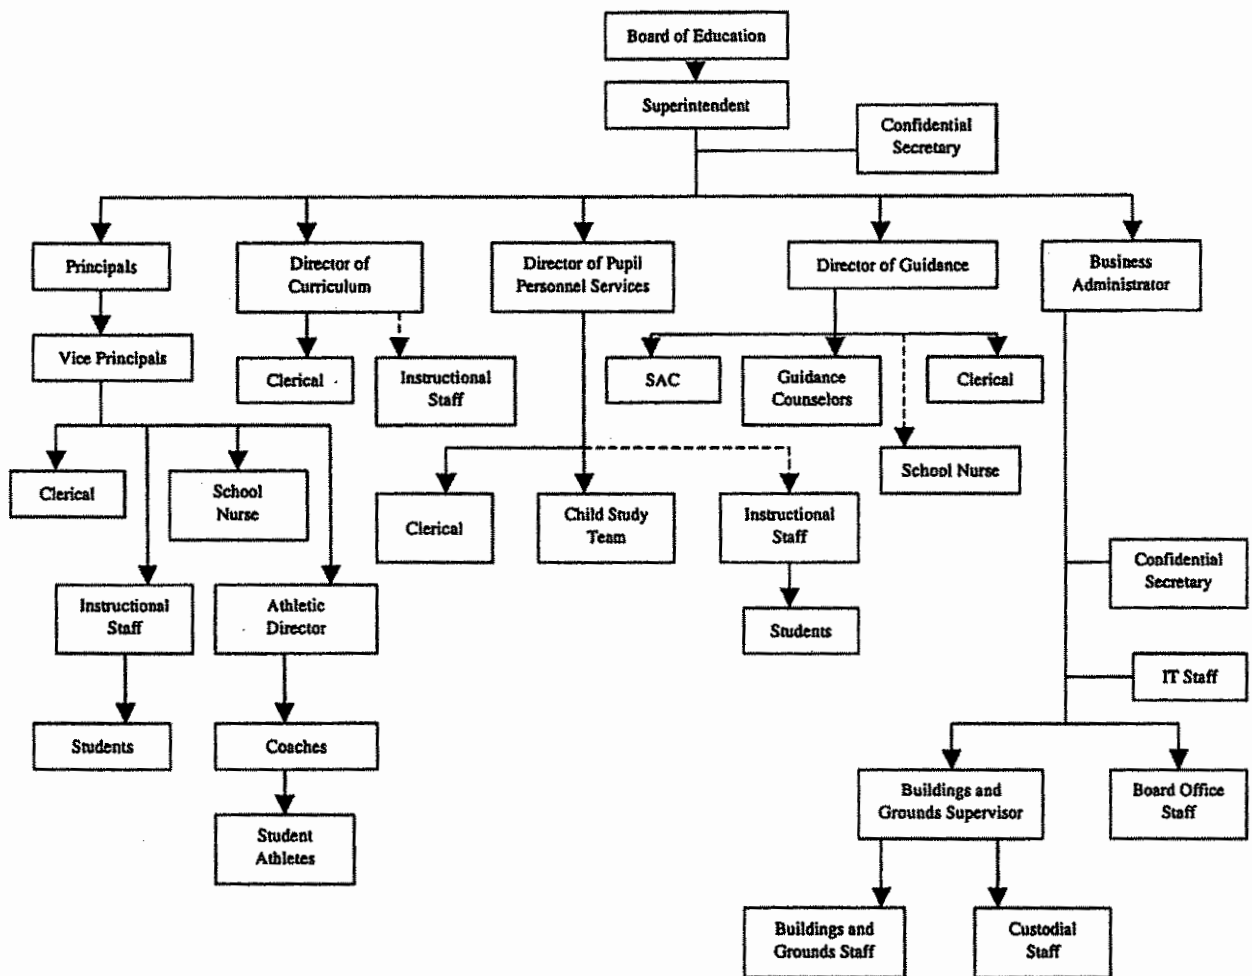 Board of Education
Superintendent
Confidential
Secretary
Principals
Director of
Curriculum
Director of Pupil
Personnel Services
Director of Guidance
Business
Administrator
Vice Principals
Clerical
Instructional
Staff
SAC
Guidance
Counselors
Clerical
Clerical
School
Nurse
Clerical
Child Study
Team
Instructional
Staff
School Nurse
Confidential
Secretary
Instructional
Staff
Athletic
Director
Students
IT Staff
Students
Coaches
Buildings and
Grounds Supervisor
Board Office
Staff
Student
Athletes
Buildings and
Grounds Staff
Custodial
Staff